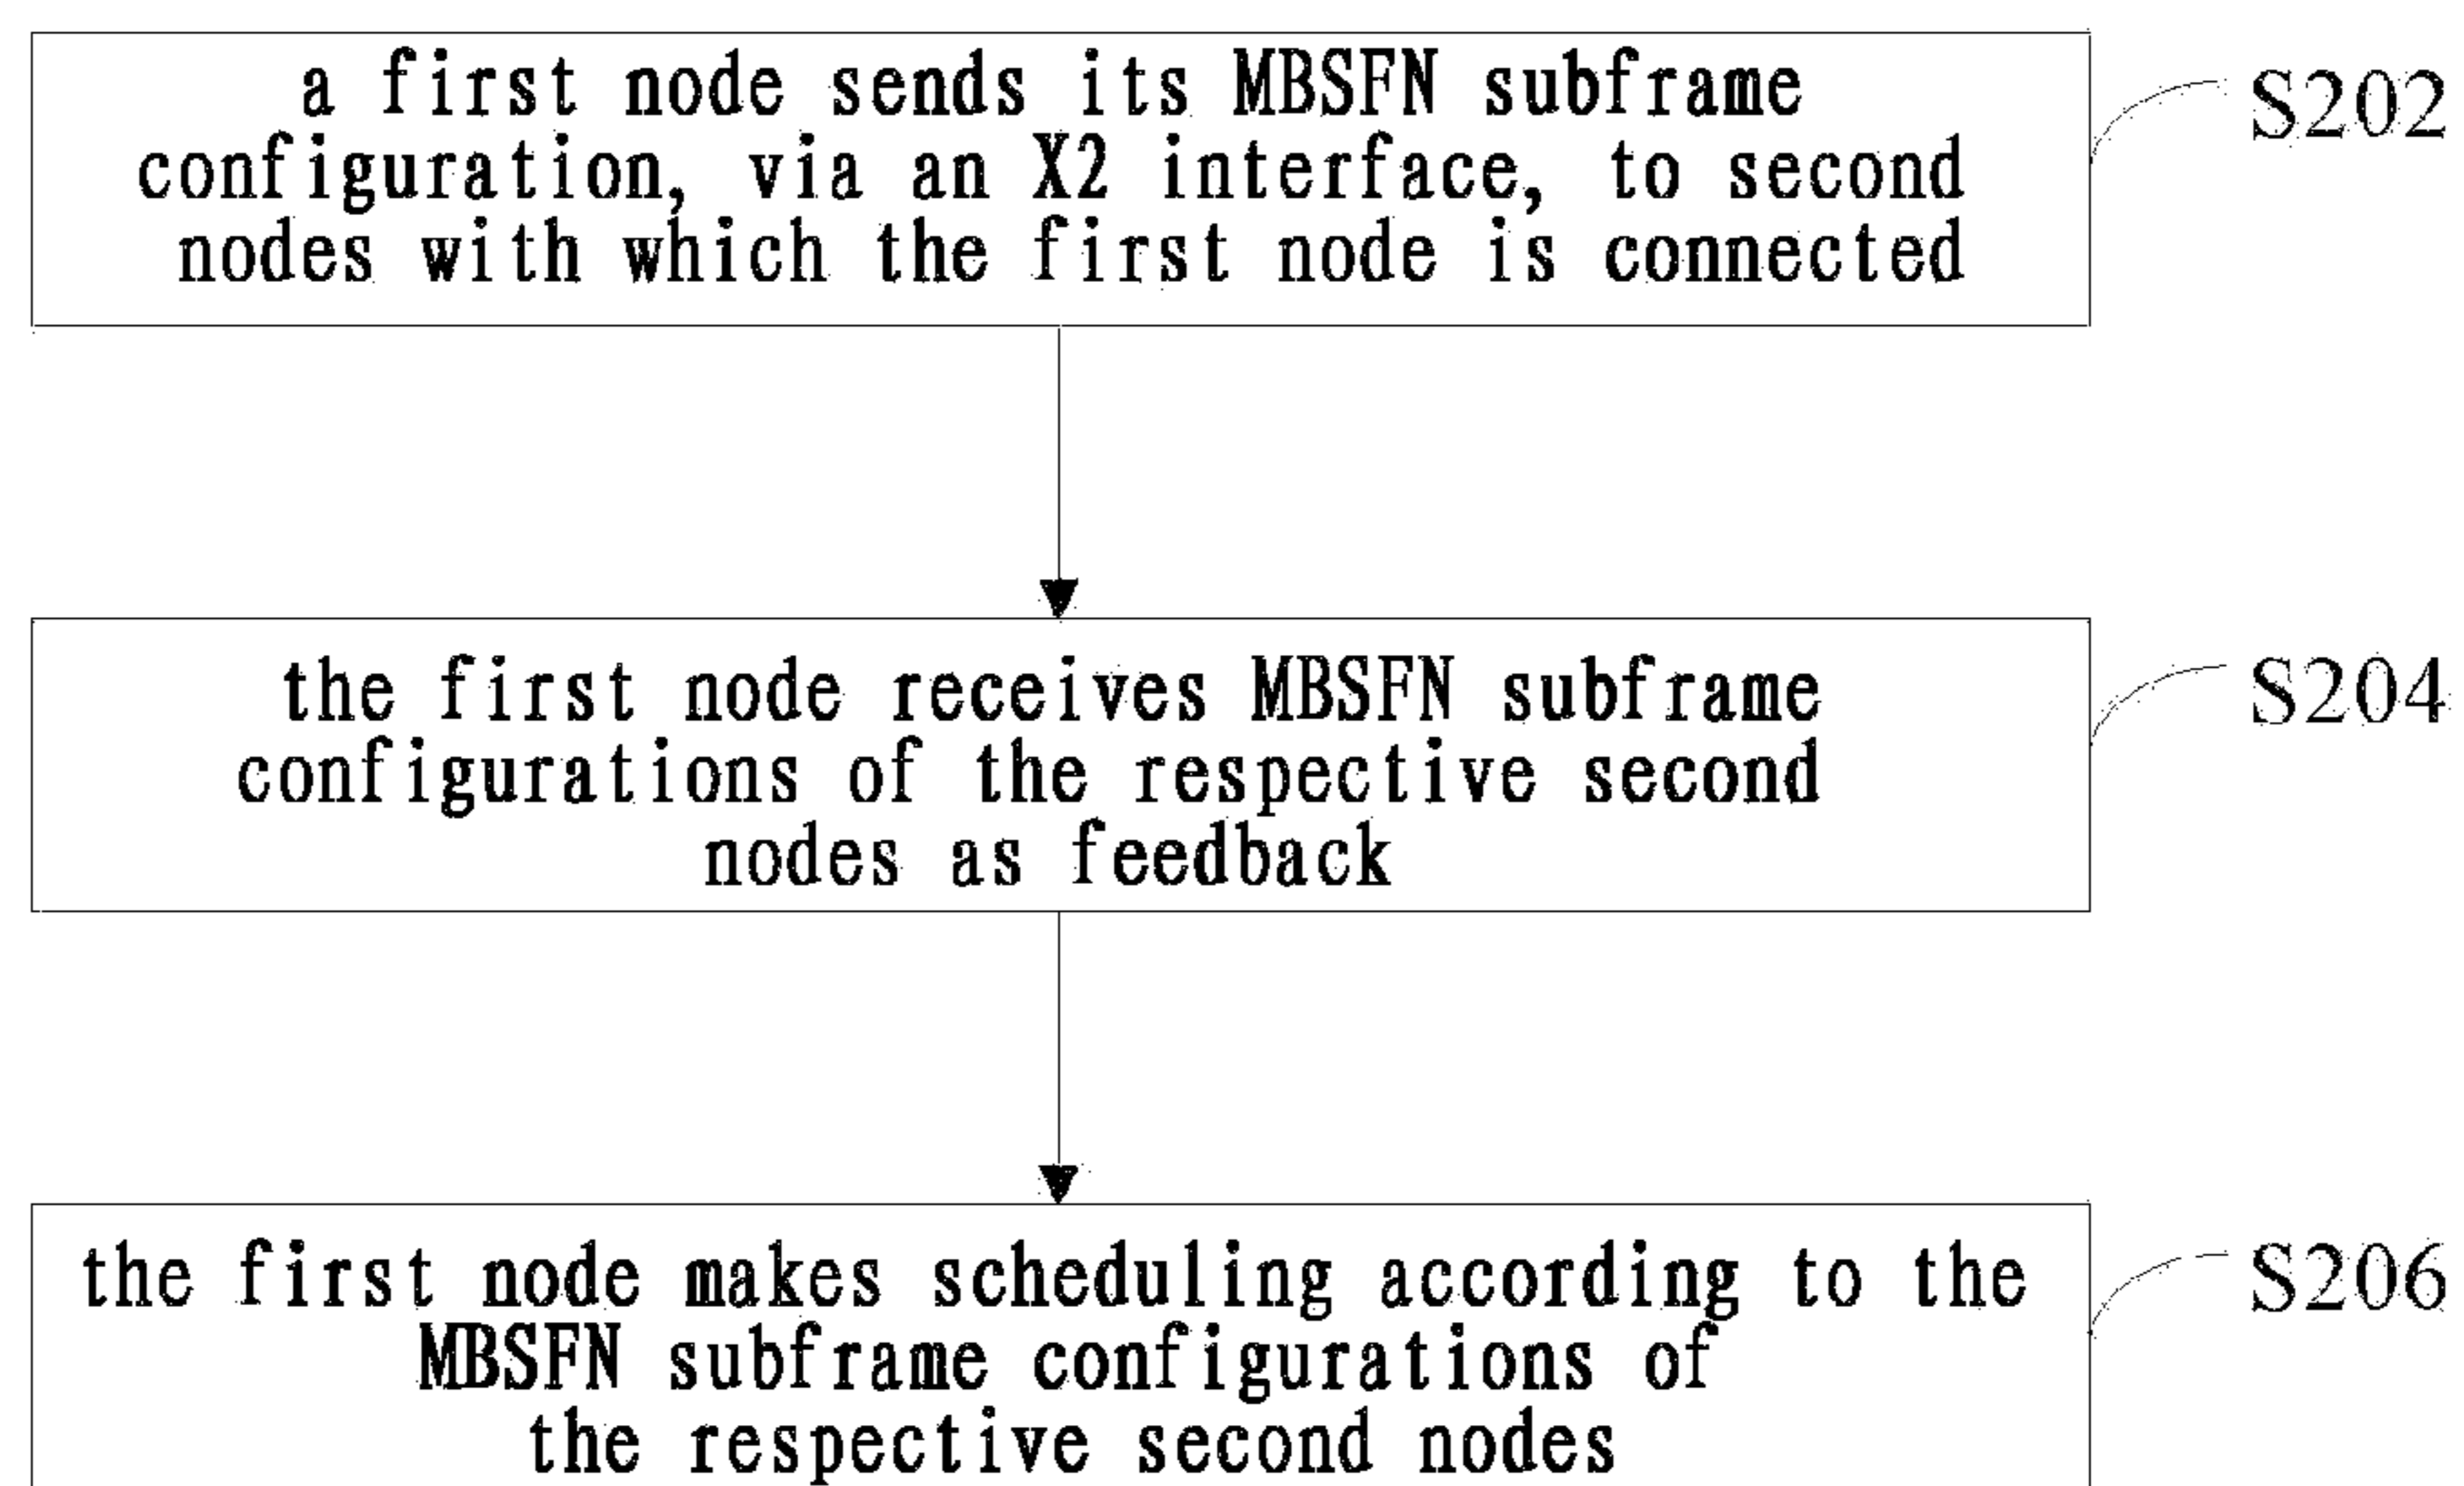 a first node sends its MBSFN subframe
configuration, via an X2 interface, to second
nodes with which the first node is connected
S202
the first node receives MBSFN subframe
configurations of the respective second
nodes as feedback
S204
the first node makes scheduling according to the
MBSFN subframe configurations of
the respective second nodes
S206